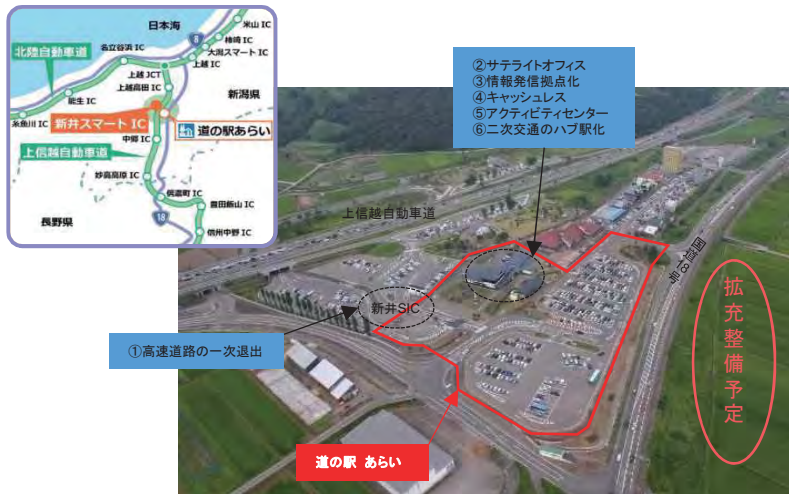 日本海
米山 IC
柿崎 IC
大潟スマート IC
上越 IC
8
名立谷浜 IC
北陸自動車道
上越 JCT
上越高田 IC
能生 IC
新潟県
糸魚川 IC
新井スマート IC
道の駅あらい
中郷 IC
上信越自動車道
妙高高原 IC
信濃町 IC
豊田飯山 IC
18
長野県
信州中野 IC
②サテライトオフィス
③情報発信拠点化
④キャッシュレス
⑤アクティビティセンター
⑥二次交通のハブ駅化
上信越自動車道
国道18号
新井SIC
①高速道路の一次退出
拡充整備予定
道の駅 あらい